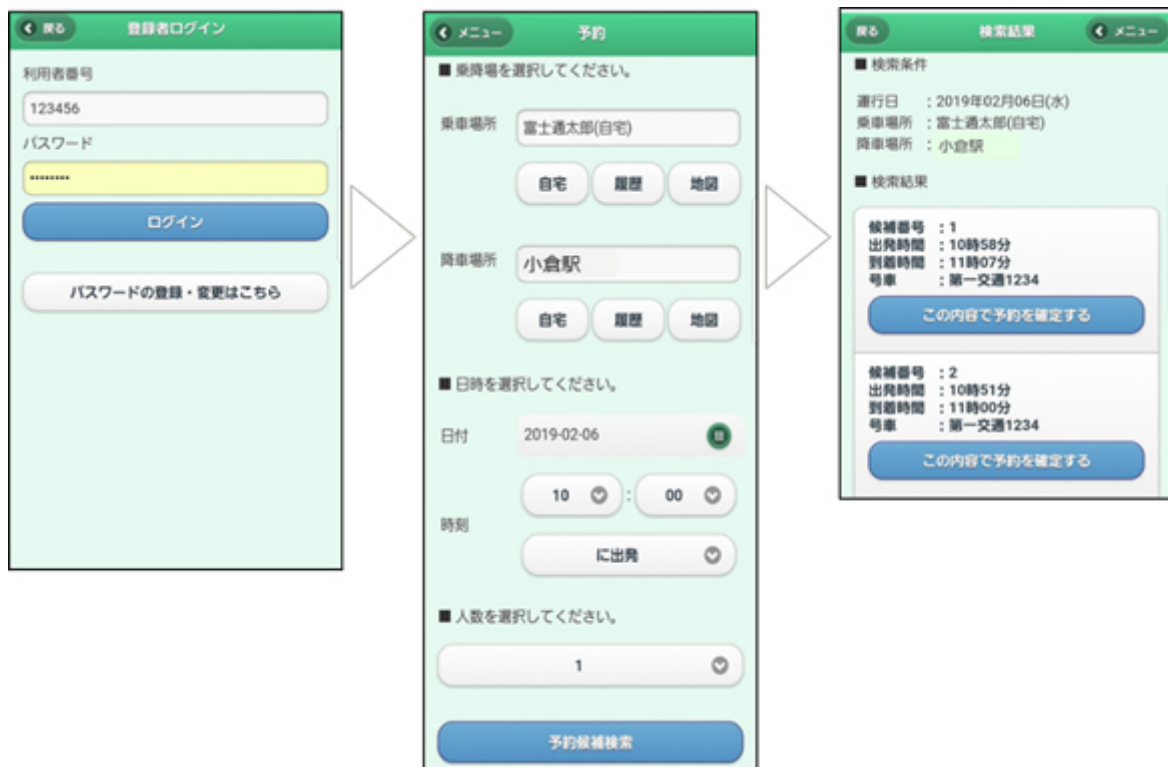 戻る 登録者ログイン
利用者番号
123456
パスワード
••••••••
ログイン
パスワードの登録・変更はこちら
メニュー 予約
■ 乗降場を選択してください。
乗車場所 富士通太郎(自宅)
自宅 履歴 地図
降車場所 小倉駅
自宅 履歴 地図
■ 日時を選択してください。
日付 2019-02-06
10 : 00
時刻
に出発
■ 人数を選択してください。
1
予約候補検索
戻る 検索結果 メニュー
■ 検索条件
運行日 : 2019年02月06日(水)
乗車場所 : 富士通太郎(自宅)
降車場所 : 小倉駅
■ 検索結果
候補番号 : 1
出発時間 : 10時58分
到着時間 : 11時07分
号車 : 第一交通1234
この内容で予約を確定する
候補番号 : 2
出発時間 : 10時51分
到着時間 : 11時00分
号車 : 第一交通1234
この内容で予約を確定する